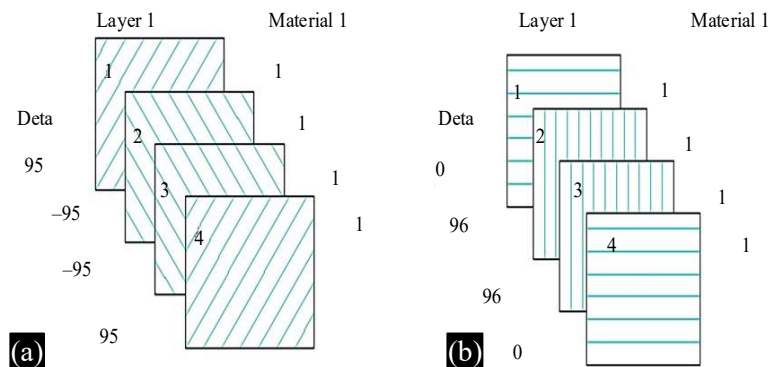 Layer 1 Material 1
1 1
Deta 2 1
95 3 1
–95 4 1
–95
95
(a)
Layer 1 Material 1
1 1
Deta 2 1
0 3 1
96 4 1
96
0
(b)